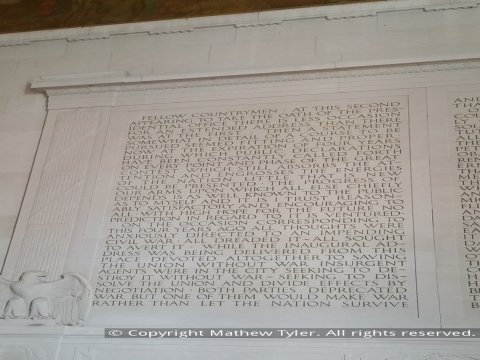 FELLOW COUNTRYMEN · AT THIS SECOND
APPEARING TO TAKE THE OATH OF THE PRES-
IDENTIAL OFFICE THERE IS LESS OCCASION
FOR AN EXTENDED ADDRESS THAN THERE
WAS AT THE FIRST · THEN A STATEMENT
SOMEWHAT IN DETAIL OF A COURSE TO BE
PURSUED SEEMED FITTING AND PROPER
NOW AT THE EXPIRATION OF FOUR YEARS
DURING WHICH PUBLIC DECLARATIONS
HAVE BEEN CONSTANTLY CALLED FORTH
ON EVERY POINT AND PHASE OF THE GREAT
CONTEST WHICH STILL ABSORBS THE
ATTENTION AND ENGROSSES THE ENERGIES
OF THE NATION LITTLE THAT IS NEW
COULD BE PRESENTED · THE PROGRESS OF
OUR ARMS UPON WHICH ALL ELSE CHIEFLY
DEPENDS IS AS WELL KNOWN TO THE PUBLIC
AS TO MYSELF AND IT IS I TRUST REASON-
ABLY SATISFACTORY AND ENCOURAGING TO
ALL · WITH HIGH HOPE FOR THE FUTURE NO
PREDICTION IN REGARD TO IT IS VENTURED ·
ON THE OCCASION CORRESPONDING TO
THIS FOUR YEARS AGO ALL THOUGHTS WERE
ANXIOUSLY DIRECTED TO AN IMPENDING
CIVIL WAR · ALL DREADED IT ~ ALL SOUGHT
TO AVERT IT · WHILE THE INAUGURAL AD-
DRESS WAS BEING DELIVERED FROM THIS
PLACE DEVOTED ALTOGETHER TO SAVING
THE UNION WITHOUT WAR INSURGENT
AGENTS WERE IN THE CITY SEEKING TO DE-
STROY IT WITHOUT WAR ~ SEEKING TO DIS-
SOLVE THE UNION AND DIVIDE EFFECTS BY
NEGOTIATION · BOTH PARTIES DEPRECATED
WAR BUT ONE OF THEM WOULD MAKE WAR
RATHER THAN LET THE NATION SURVIVE
© Copyright Mathew Tyler. All rights reserved.